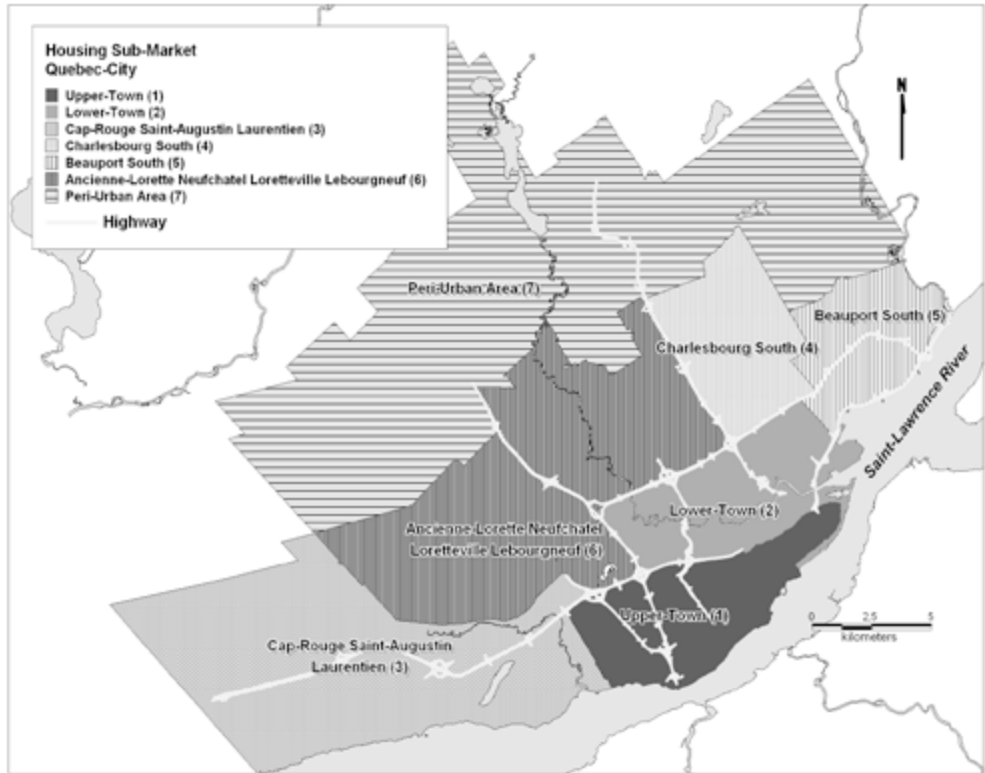 Housing Sub-Market
Quebec-City
Upper-Town (1)
Lower-Town (2)
Cap-Rouge Saint-Augustin Laurentien (3)
Charlesbourg South (4)
Beauport South (5)
Ancienne-Lorette Neufchatel Loretteville Lebourgneuf (6)
Peri-Urban Area (7)
Highway
N
Peri-Urban Area (7)
Beauport South (5)
Charlesbourg South (4)
Saint-Lawrence River
Lower-Town (2)
Ancienne-Lorette Neufchatel
Loretteville Lebourgneuf (6)
Upper-Town (1)
0 2,5 5
kilometers
Cap-Rouge Saint-Augustin
Laurentien (3)